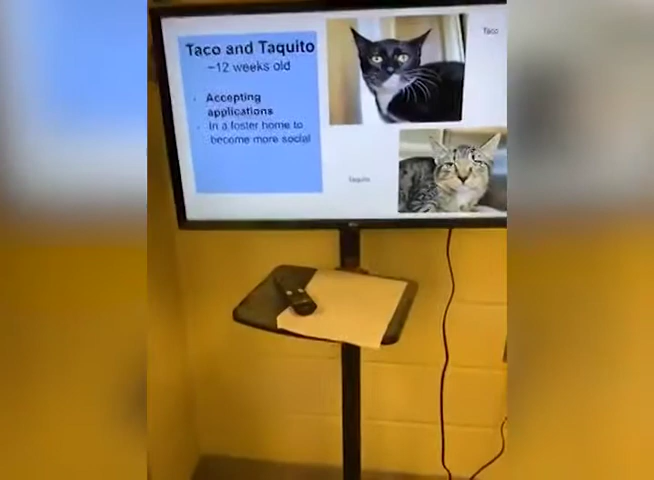 Taco and Taquito
~12 weeks old
Accepting
applications
In a foster home to
become more social
Taco
Taquito